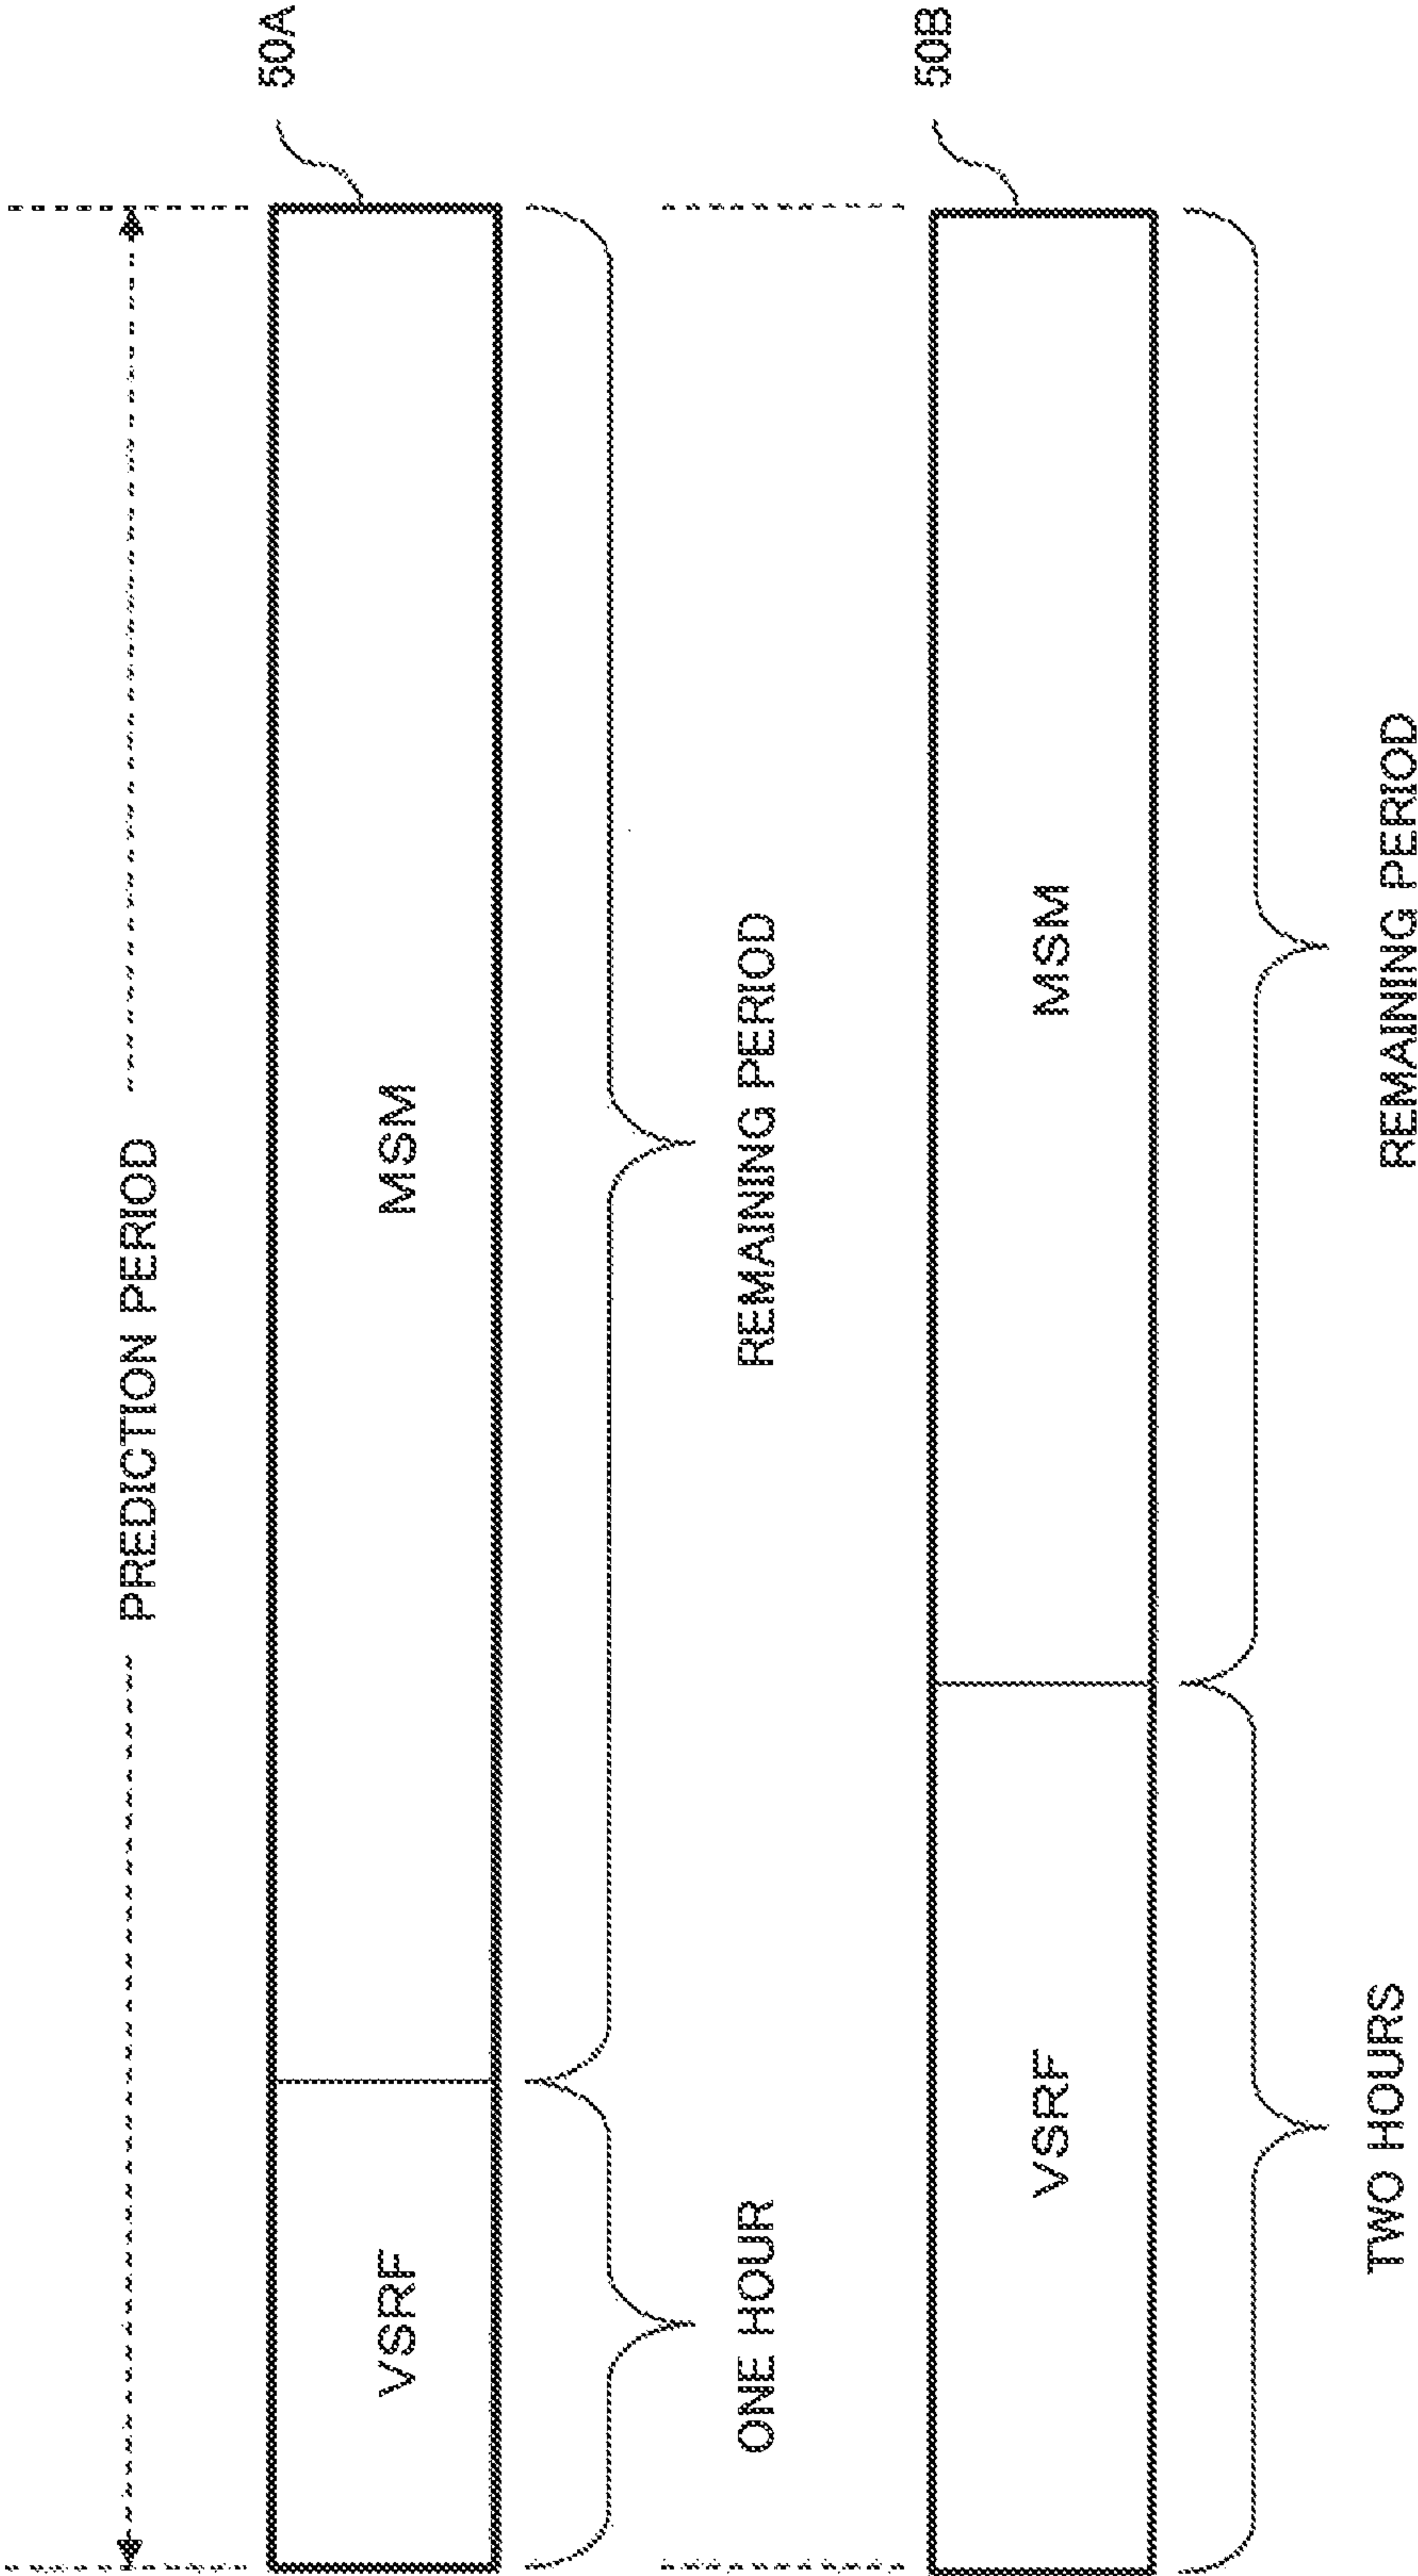 PREDICTION PERIOD
50A
VSRF
MSM
ONE HOUR
REMAINING PERIOD
50B
VSRF
MSM
TWO HOURS
REMAINING PERIOD